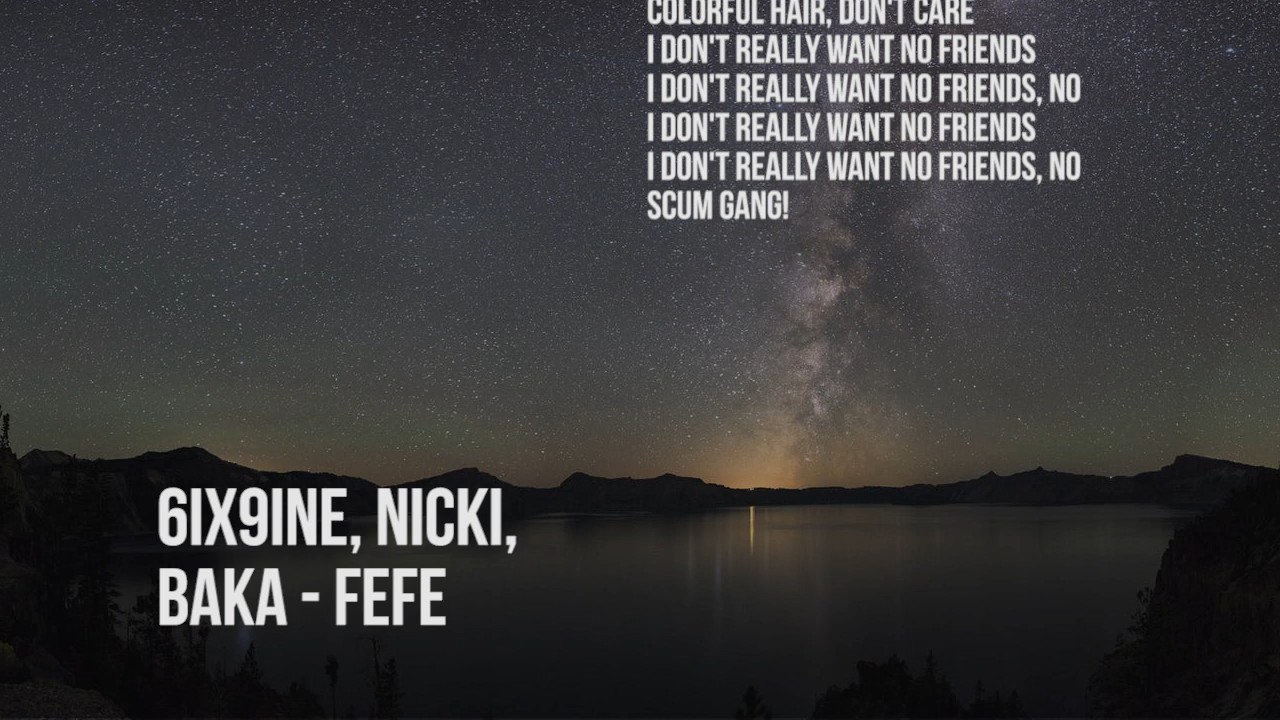 COLORFUL HAIR, DON'T CARE
I DON'T REALLY WANT NO FRIENDS
I DON'T REALLY WANT NO FRIENDS, NO
I DON'T REALLY WANT NO FRIENDS
I DON'T REALLY WANT NO FRIENDS, NO
SCUM GANG!
6IX9INE, NICKI,
BAKA - FEFE